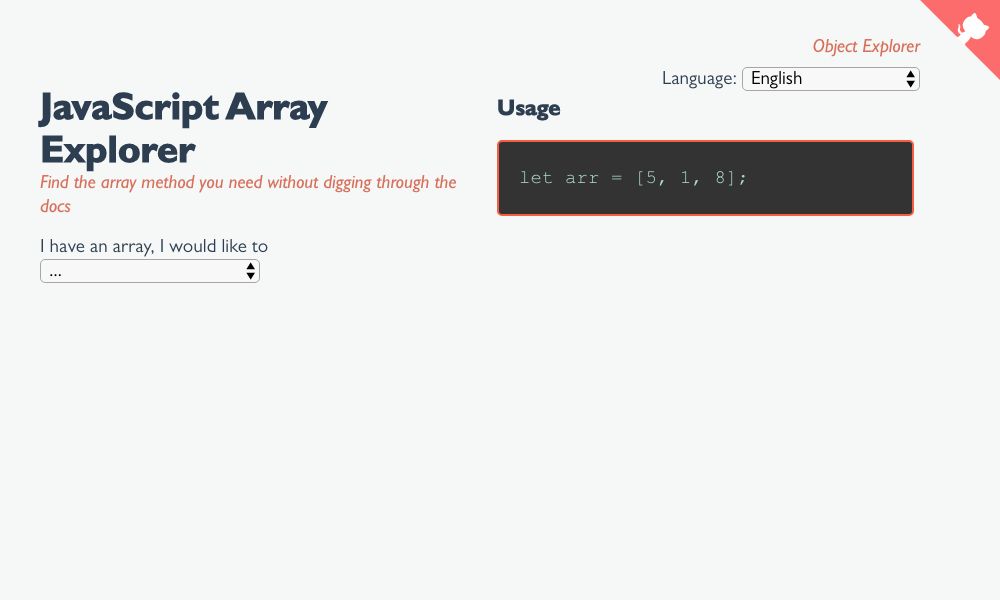 Object Explorer
Language: English
JavaScript Array
Explorer
Find the array method you need without digging through the
docs
I have an array, I would like to
...
Usage
let arr = [5, 1, 8];